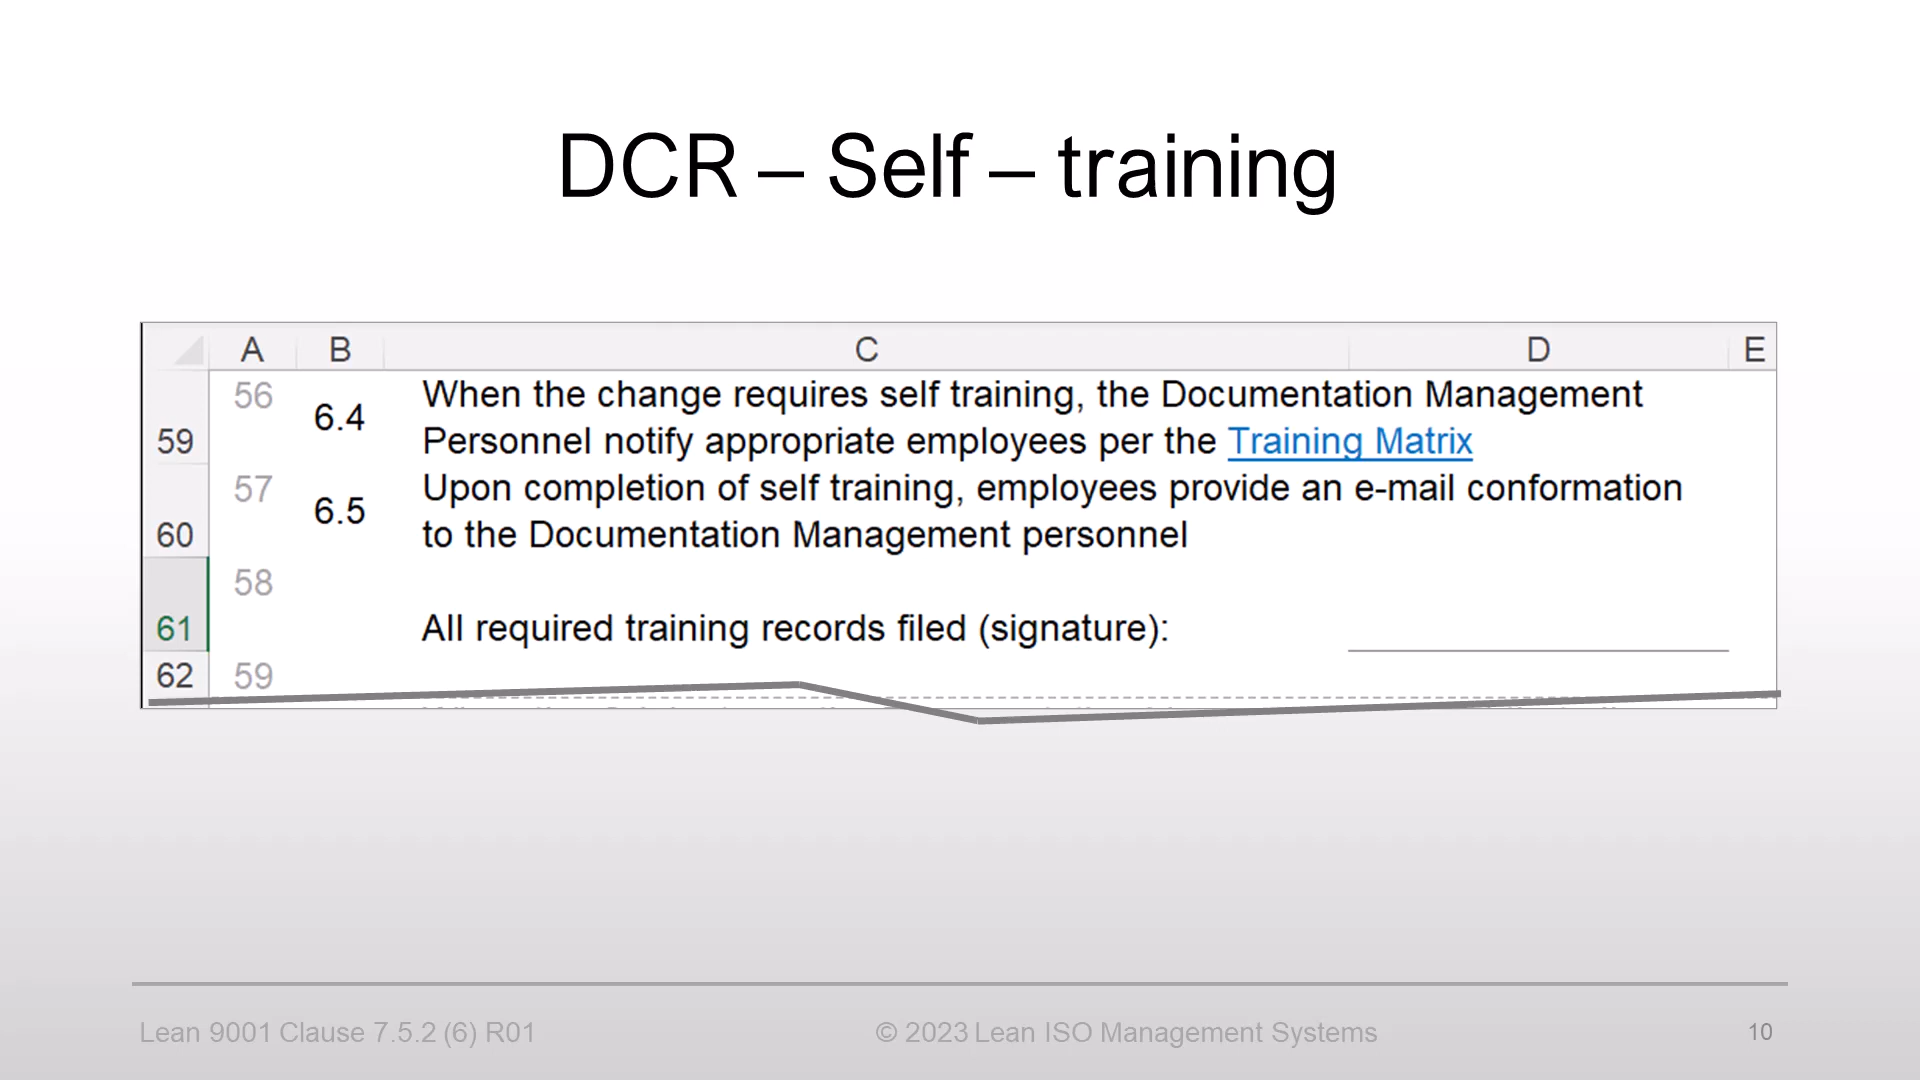 DCR – Self – training
A B C D E
56
59 6.4 When the change requires self training, the Documentation Management
Personnel notify appropriate employees per the Training Matrix
57
60 6.5 Upon completion of self training, employees provide an e-mail conformation
to the Documentation Management personnel
58
61 All required training records filed (signature):
62 59
Lean 9001 Clause 7.5.2 (6) R01 © 2023 Lean ISO Management Systems 10